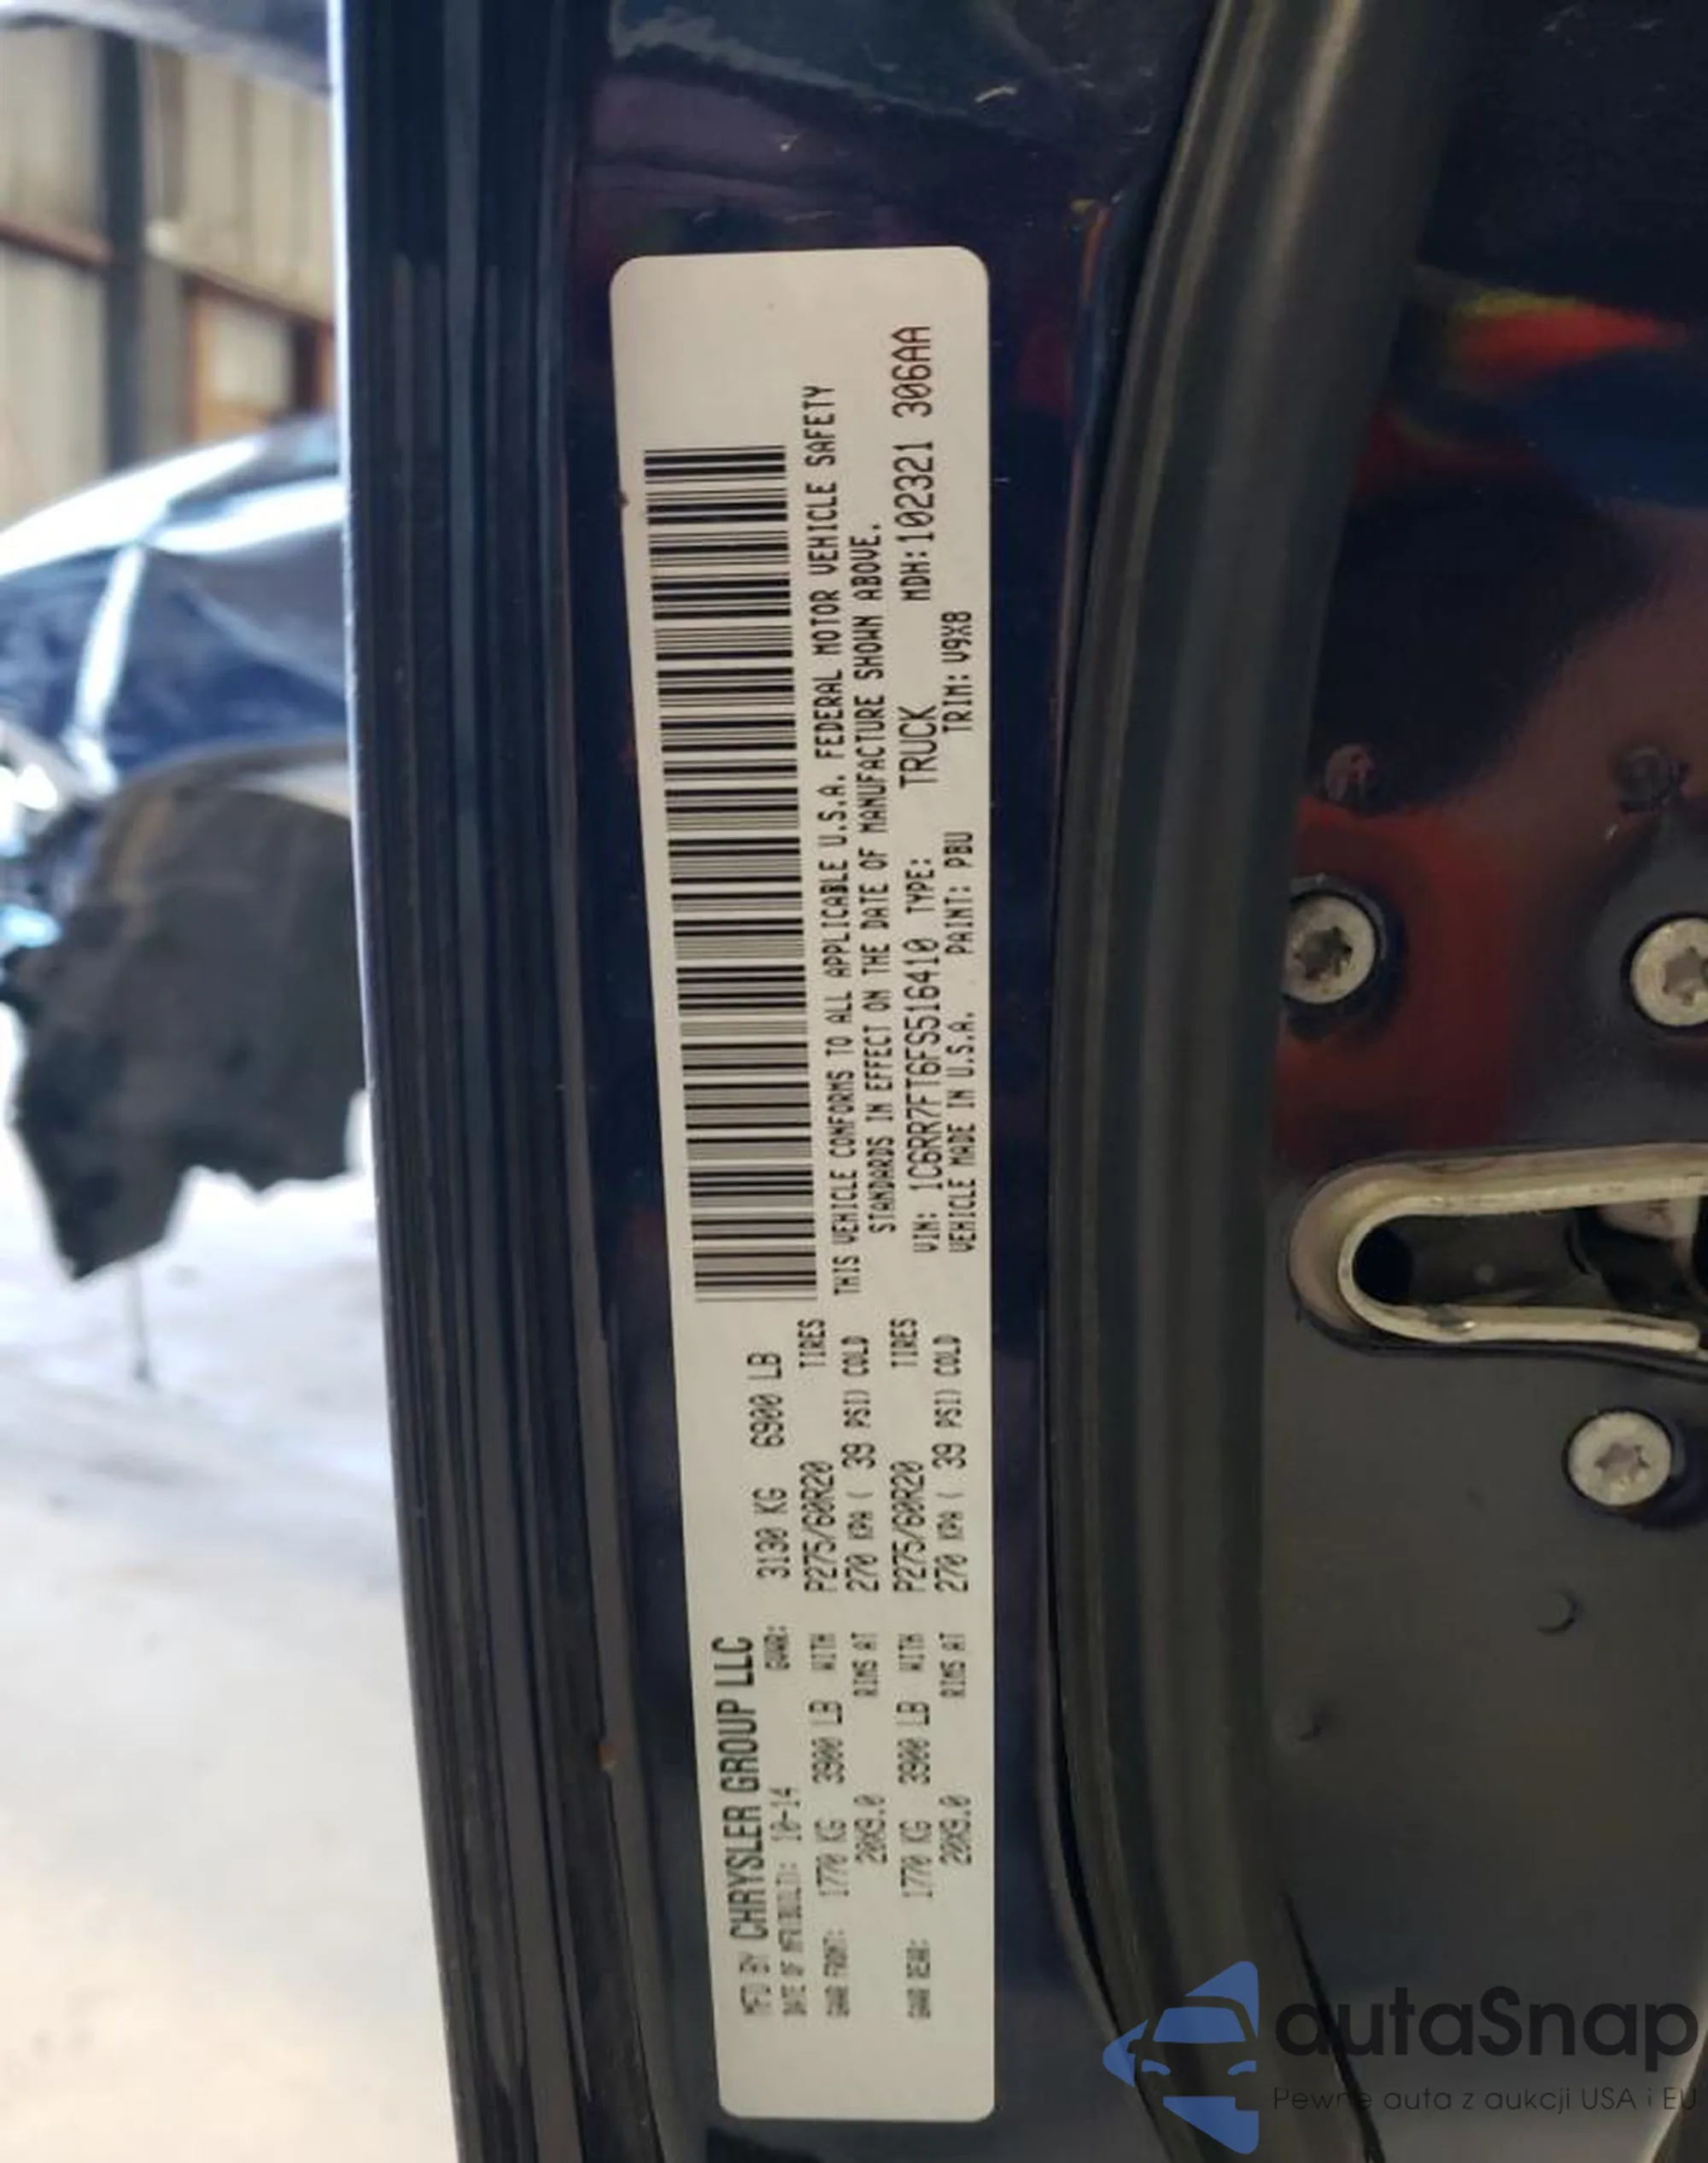 MFD BY CHRYSLER GROUP LLC
DATE OF MFR(BUILT): 10-14 GVWR: 3130 KG 6900 LB
GAWR FRONT: 1770 KG 3900 LB WITH P275/60R20 TIRES
20X9.0 RIMS AT 270 KPA ( 39 PSI) COLD
GAWR REAR: 1770 KG 3900 LB WITH P275/60R20 TIRES
20X9.0 RIMS AT 270 KPA ( 39 PSI) COLD
THIS VEHICLE CONFORMS TO ALL APPLICABLE U.S.A. FEDERAL MOTOR VEHICLE SAFETY
STANDARDS IN EFFECT ON THE DATE OF MANUFACTURE SHOWN ABOVE.
VIN: 1C6RR7FT6FS516410 TYPE: TRUCK MDH:102321 306AA
VEHICLE MADE IN U.S.A. PAINT: PBU TRIM: V9X8
autaSnap
Pewne auta z aukcji USA i EU